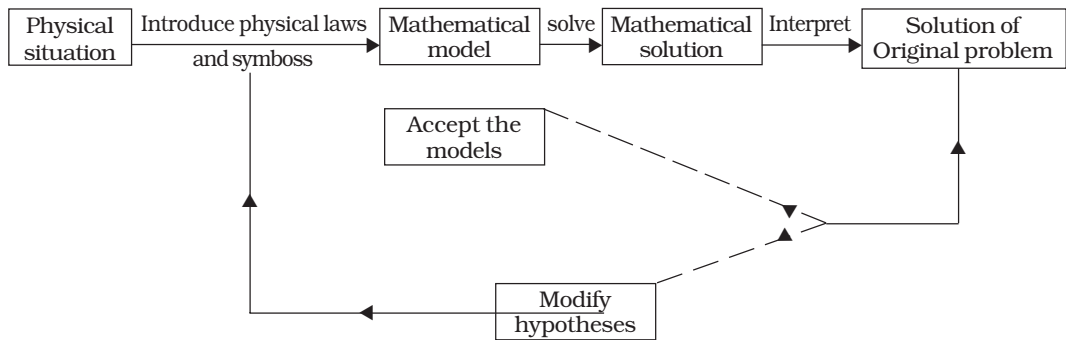 Physical
situation
Introduce physical laws
and symboss
Mathematical
model
solve
Mathematical
solution
Interpret
Solution of
Original problem
Accept the
models
Modify
hypotheses